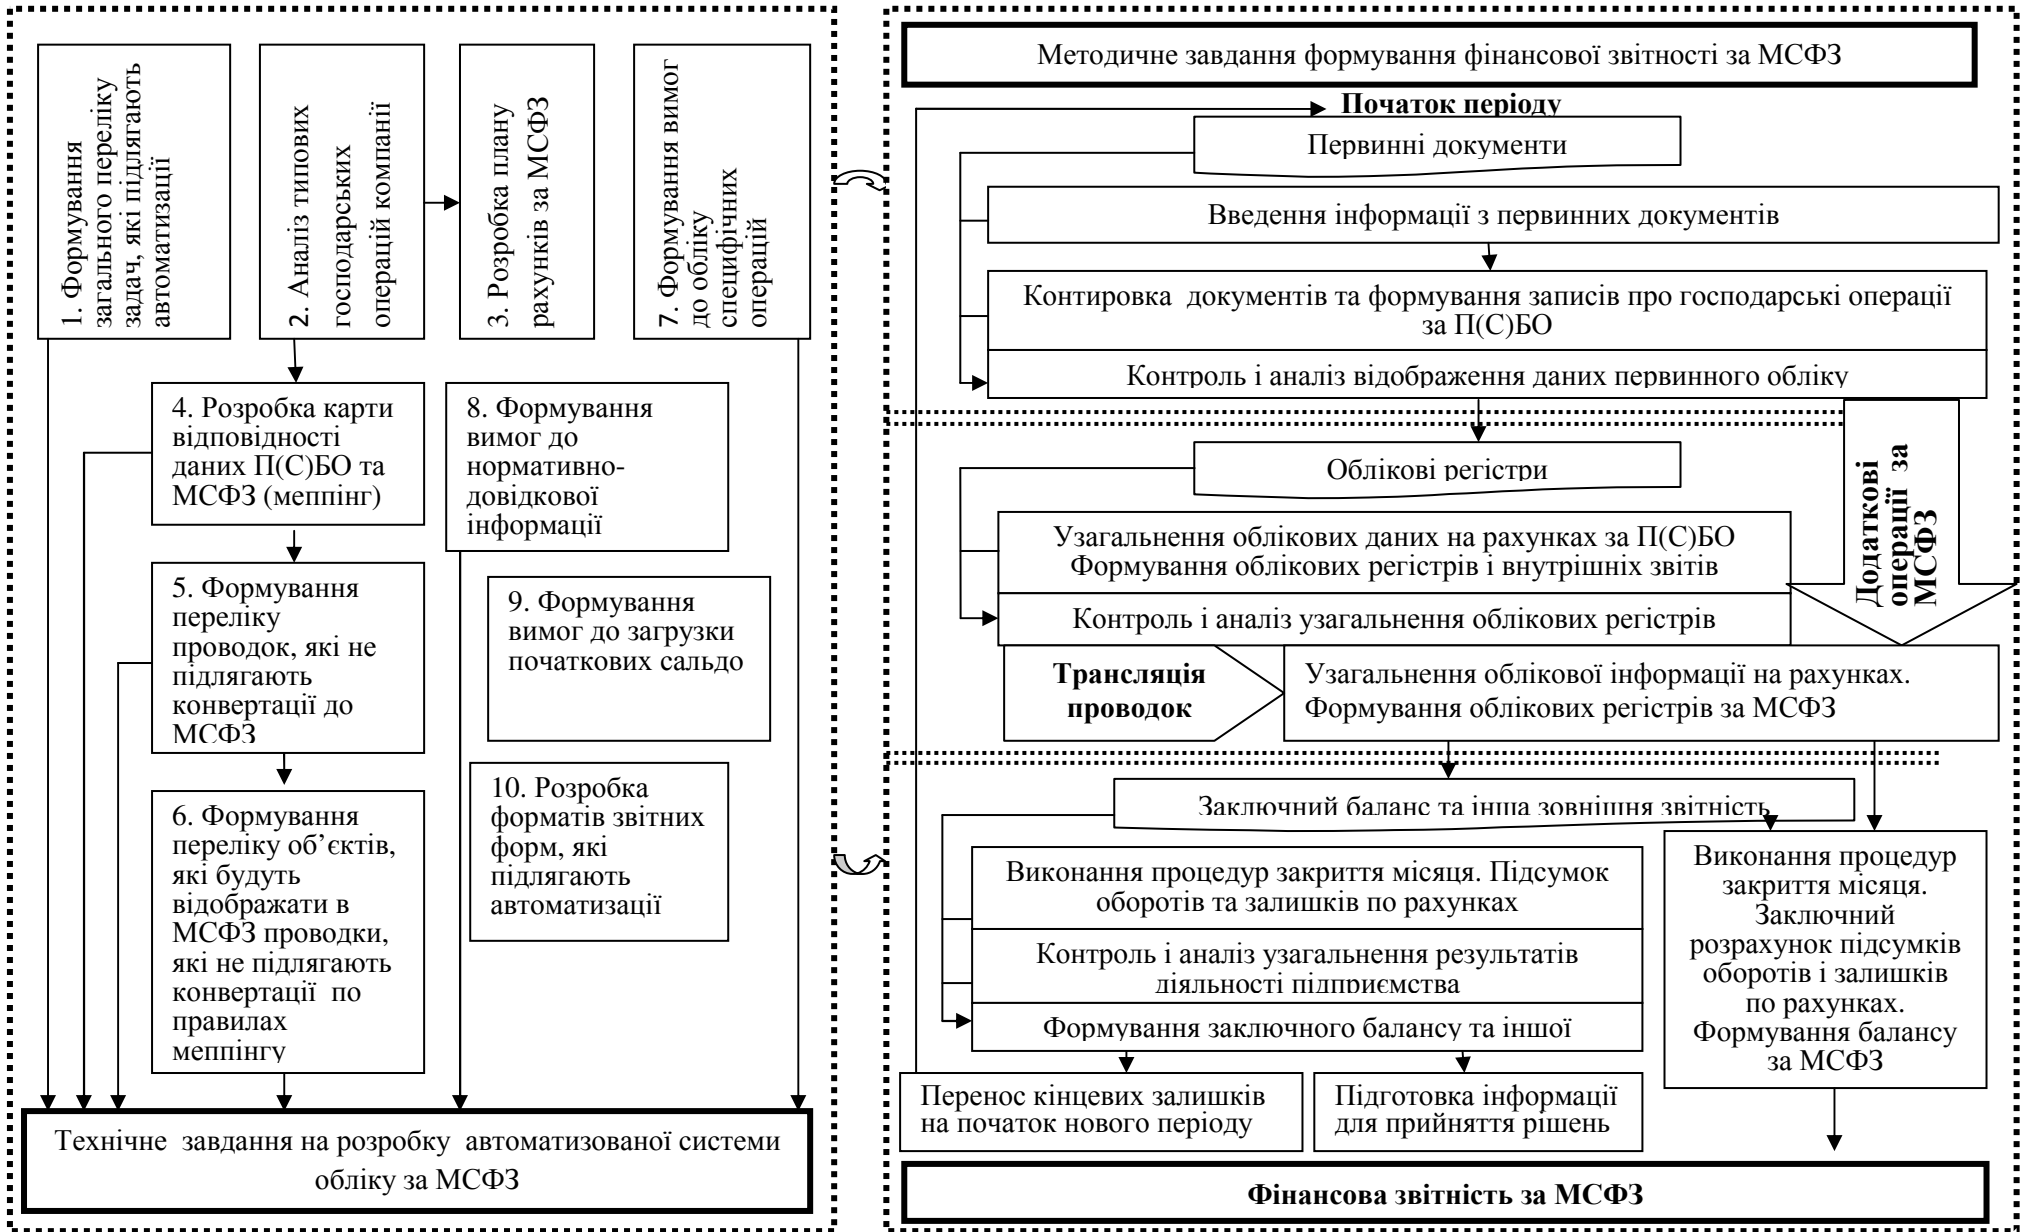 1. Формування
загального переліку
задач, які підлягають
автоматизації
2. Аналіз типових
господарських
операцій компанії
3. Розробка плану
рахунків за МСФЗ
7. Формування вимог
до обліку
специфічних
операцій
4. Розробка карти
відповідності
даних П(С)БО та
МСФЗ (меппінг)
8. Формування
вимог до
нормативно-
довідкової
інформації
5. Формування
переліку
проводок, які не
підлягають
конвертації до
МСФЗ
9. Формування
вимог до загрузки
початкових сальдо
6. Формування
переліку об’єктів,
які будуть
відображати в
МСФЗ проводки,
які не підлягають
конвертації по
правилах
меппінгу
10. Розробка
форматів звітних
форм, які
підлягають
автоматизації
Технічне завдання на розробку автоматизованої системи
обліку за МСФЗ
Методичне завдання формування фінансової звітності за МСФЗ
Початок періоду
Первинні документи
Введення інформації з первинних документів
Контировка документів та формування записів про господарські операції
за П(С)БО
Контроль і аналіз відображення даних первинного обліку
Додаткові
операції за
МСФЗ
Облікові регістри
Узагальнення облікових даних на рахунках за П(С)БО
Формування облікових регістрів і внутрішніх звітів
Контроль і аналіз узагальнення облікових регістрів
Трансляція
проводок
Узагальнення облікової інформації на рахунках.
Формування облікових регістрів за МСФЗ
Заключний баланс та інша зовнішня звітність
Виконання процедур закриття місяця. Підсумок
оборотів та залишків по рахунках
Контроль і аналіз узагальнення результатів
діяльності підприємства
Формування заключного балансу та іншої
Виконання процедур
закриття місяця.
Заключний
розрахунок підсумків
оборотів і залишків
по рахунках.
Формування балансу
за МСФЗ
Перенос кінцевих залишків
на початок нового періоду
Підготовка інформації
для прийняття рішень
Фінансова звітність за МСФЗ